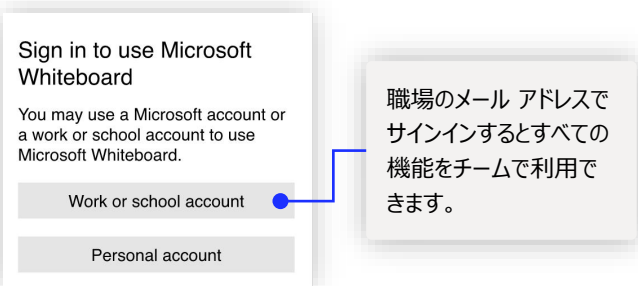 Sign in to use Microsoft
Whiteboard
You may use a Microsoft account or
a work or school account to use
Microsoft Whiteboard.
Work or school account
Personal account
職場のメール アドレスで
サインインするとすべての
機能をチームで利用で
きます。